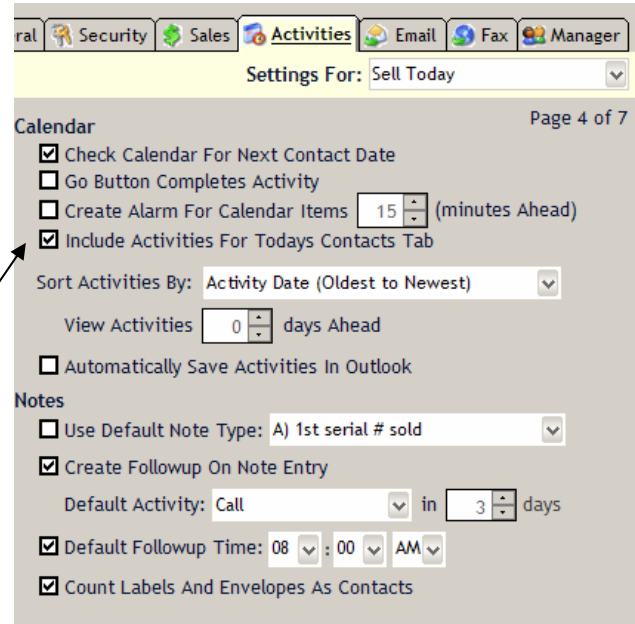 ral Security Sales Activities Email Fax Manager
Settings For: Sell Today
Page 4 of 7
Calendar
Check Calendar For Next Contact Date
Go Button Completes Activity
Create Alarm For Calendar Items 15 (minutes Ahead)
Include Activities For Todays Contacts Tab
Sort Activities By: Activity Date (Oldest to Newest)
View Activities 0 days Ahead
Automatically Save Activities In Outlook
Notes
Use Default Note Type: A) 1st serial # sold
Create Followup On Note Entry
Default Activity: Call in 3 days
Default Followup Time: 08 : 00 AM
Count Labels And Envelopes As Contacts